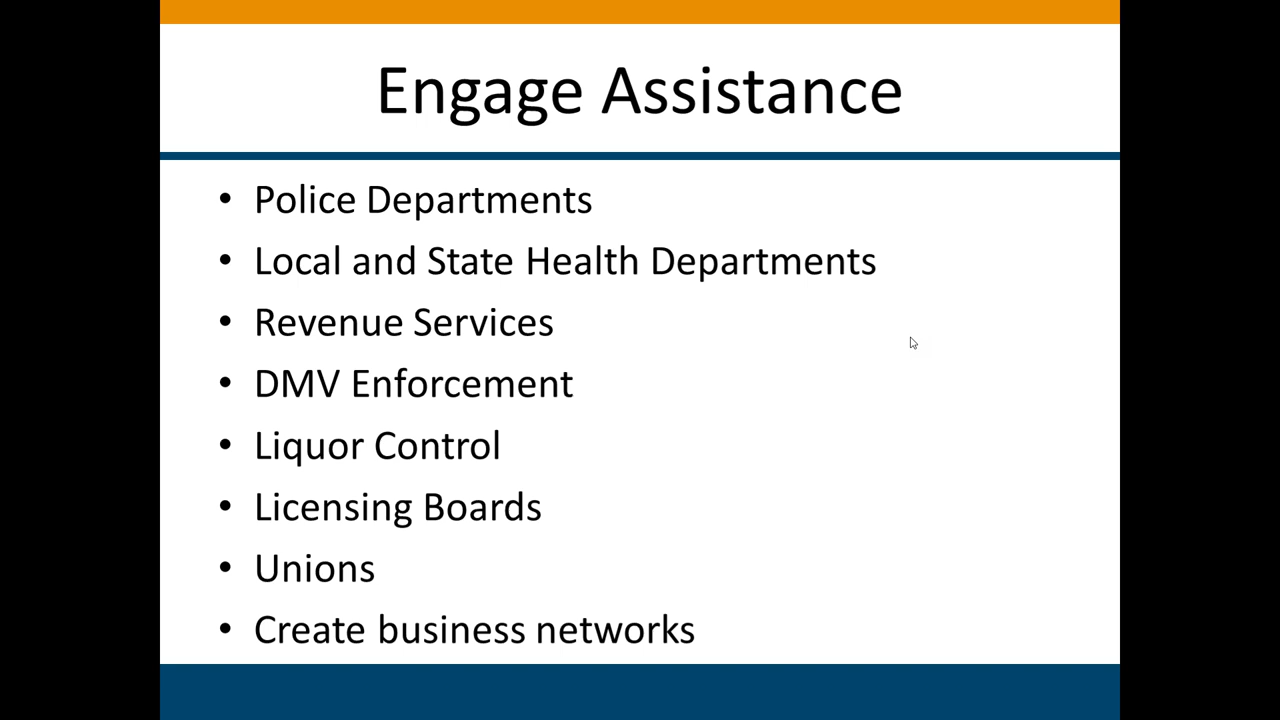 Engage Assistance
• Police Departments
• Local and State Health Departments
• Revenue Services
• DMV Enforcement
• Liquor Control
• Licensing Boards
• Unions
• Create business networks